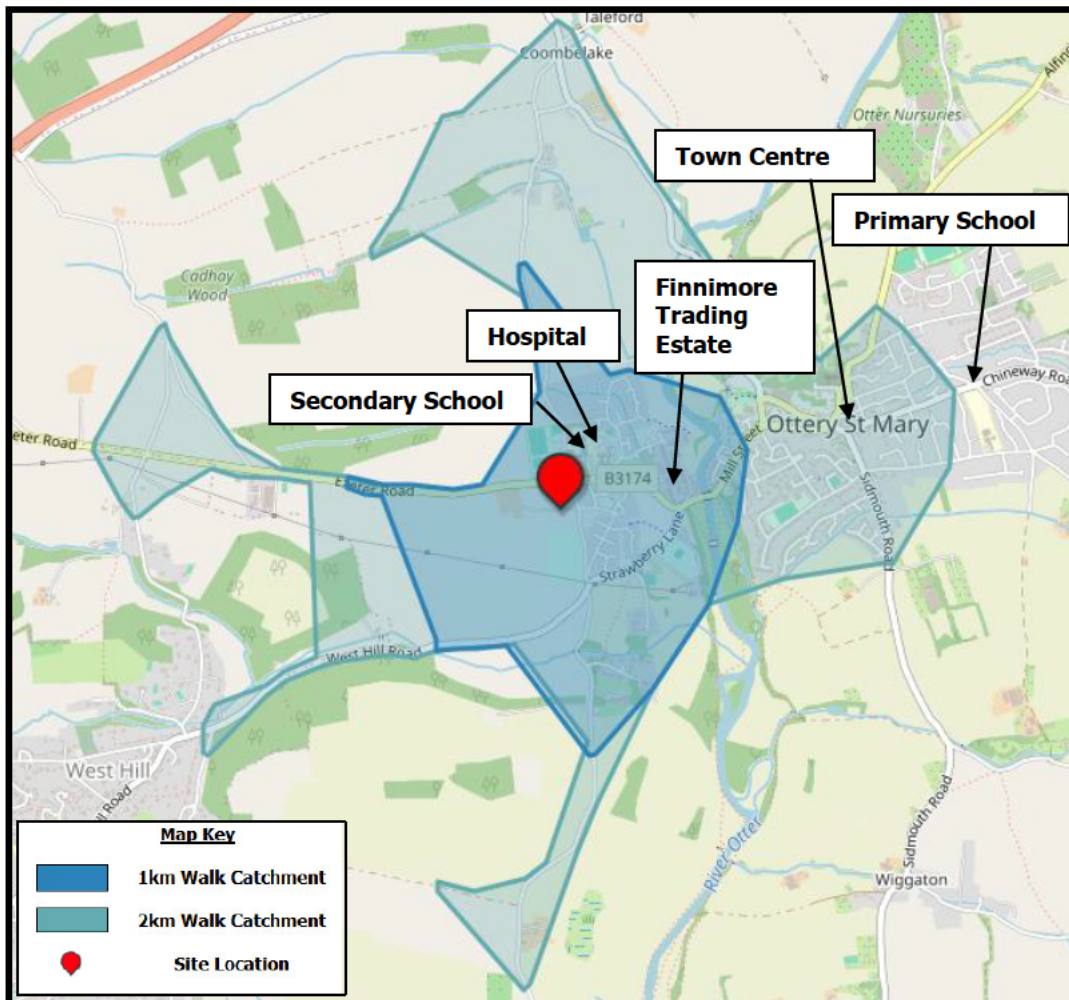 Taleford
Coombelake
Otter Nurseries
Town Centre
Primary School
Cadhay
Wood
Finnimore
Trading
Estate
Hospital
Secondary School
Chineway Road
Ottery St Mary
Mill Street
eter Road
Exeter Road
B3174
Sidmouth Road
Strawberry Lane
West Hill Road
West Hill
River Otter
Sidmouth Road
Wiggaton
Map Key
1km Walk Catchment
2km Walk Catchment
Site Location